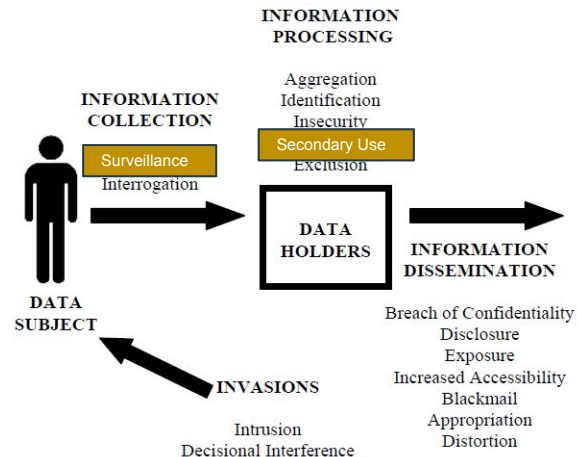 INFORMATION
PROCESSING
Aggregation
Identification
Insecurity
Secondary Use
Exclusion
INFORMATION
COLLECTION
Surveillance
Interrogation
DATA
HOLDERS
INFORMATION
DISSEMINATION
Breach of Confidentiality
Disclosure
Exposure
Increased Accessibility
Blackmail
Appropriation
Distortion
DATA
SUBJECT
INVASIONS
Intrusion
Decisional Interference